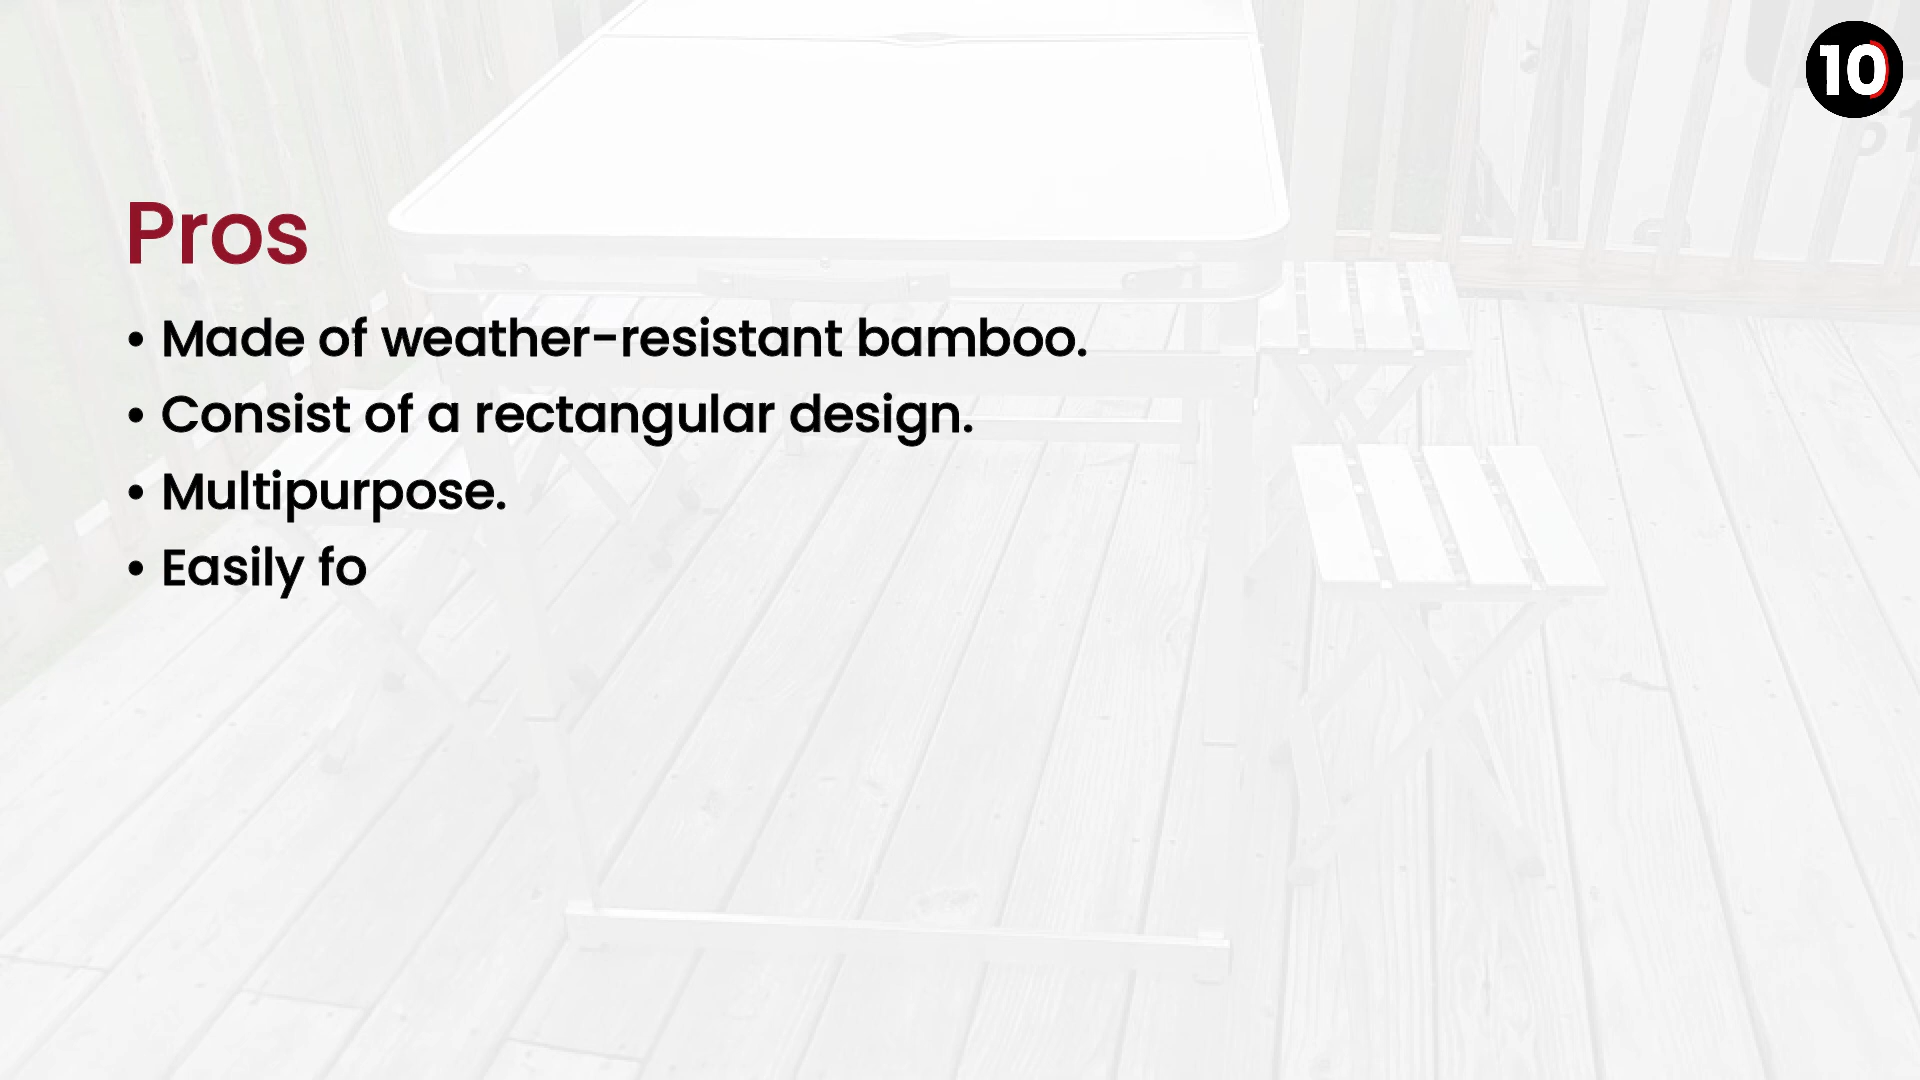 10
Pros
• Made of weather-resistant bamboo.
• Consist of a rectangular design.
• Multipurpose.
• Easily fo